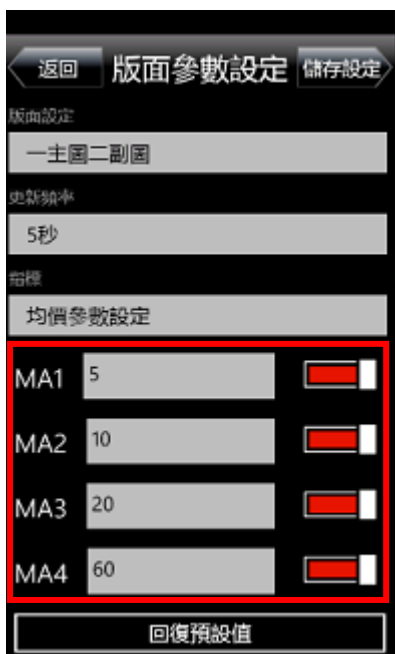 返回 版面參數設定 儲存設定
版面設定
一主圖二副圖
更新頻率
5秒
指標
均價參數設定
MA1 5
MA2 10
MA3 20
MA4 60
回復預設值